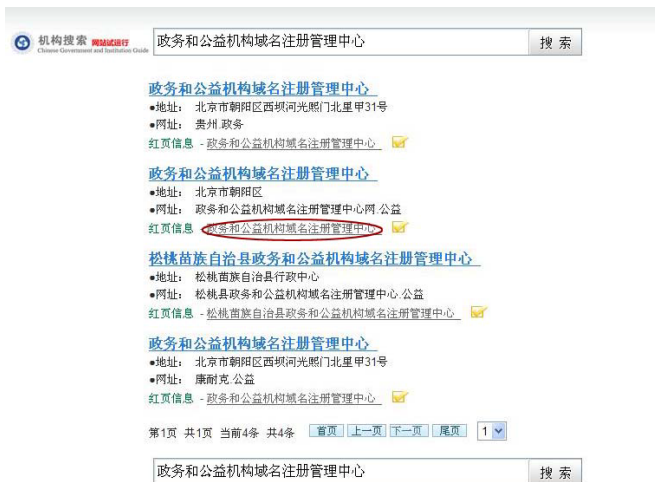 机构搜索 网站试运行
Chinese Government and Institution Guide
政务和公益机构域名注册管理中心
搜 索
政务和公益机构域名注册管理中心
●地址: 北京市朝阳区西坝河光熙门北里甲31号
●网址: 贵州.政务
红页信息 - 政务和公益机构域名注册管理中心
政务和公益机构域名注册管理中心
●地址: 北京市朝阳区
●网址: 政务和公益机构域名注册管理中心网.公益
红页信息 - 政务和公益机构域名注册管理中心
松桃苗族自治县政务和公益机构域名注册管理中心
●地址: 松桃苗族自治县行政中心
●网址: 松桃县政务和公益机构域名注册管理中心.公益
红页信息 - 松桃苗族自治县政务和公益机构域名注册管理中心
政务和公益机构域名注册管理中心
●地址: 北京市朝阳区西坝河光熙门北里甲31号
●网址: 康耐克.公益
红页信息 - 政务和公益机构域名注册管理中心
第1页 共1页 当前4条 共4条 首页 上一页 下一页 尾页 1
政务和公益机构域名注册管理中心
搜 索